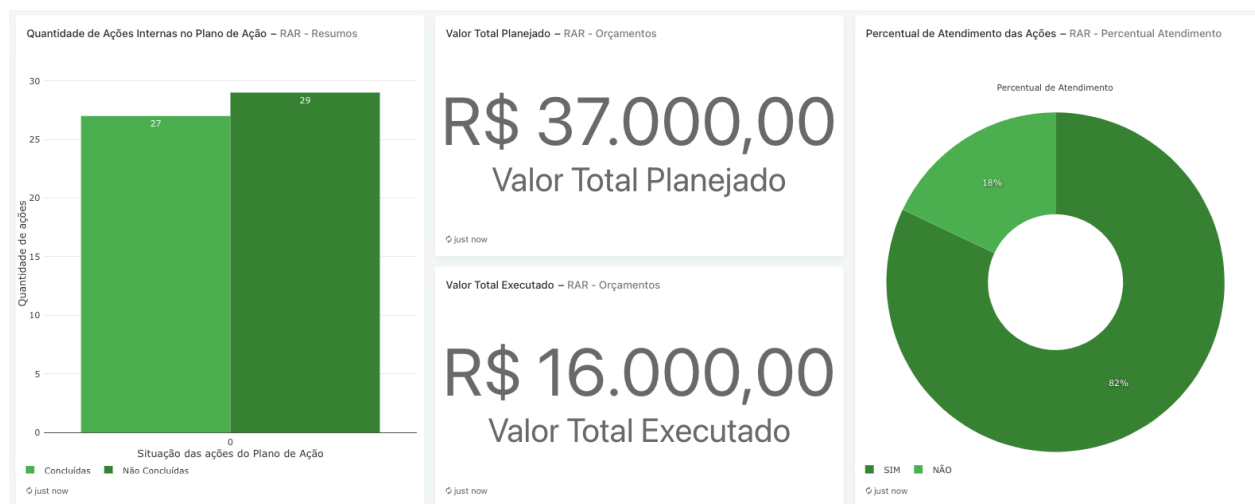 Quantidade de Ações Internas no Plano de Ação – RAR - Resumos
30
25
20
15
10
5
0
Quantidade de ações
27
29
0
Situação das ações do Plano de Ação
Concluídas
Não Concluídas
just now
Valor Total Planejado – RAR - Orçamentos
R$ 37.000,00
Valor Total Planejado
just now
Valor Total Executado – RAR - Orçamentos
R$ 16.000,00
Valor Total Executado
just now
Percentual de Atendimento das Ações – RAR - Percentual Atendimento
Percentual de Atendimento
18%
82%
SIM
NÃO
just now